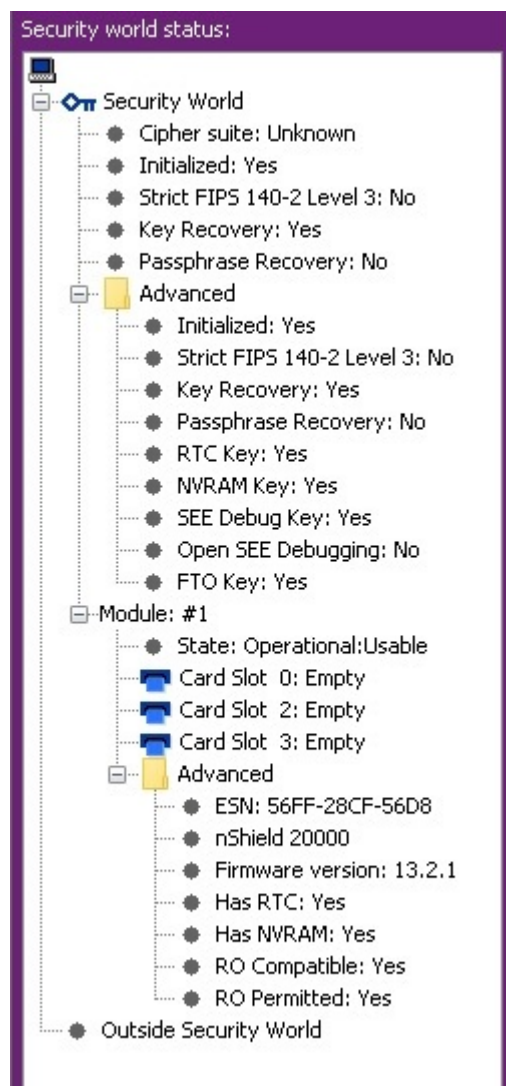 Security world status:
Security World
Cipher suite: Unknown
Initialized: Yes
Strict FIPS 140-2 Level 3: No
Key Recovery: Yes
Passphrase Recovery: No
Advanced
Initialized: Yes
Strict FIPS 140-2 Level 3: No
Key Recovery: Yes
Passphrase Recovery: No
RTC Key: Yes
NVRAM Key: Yes
SEE Debug Key: Yes
Open SEE Debugging: No
FTO Key: Yes
Module: #1
State: Operational:Usable
Card Slot 0: Empty
Card Slot 2: Empty
Card Slot 3: Empty
Advanced
ESN: 56FF-28CF-56D8
nShield 20000
Firmware version: 13.2.1
Has RTC: Yes
Has NVRAM: Yes
RO Compatible: Yes
RO Permitted: Yes
Outside Security World